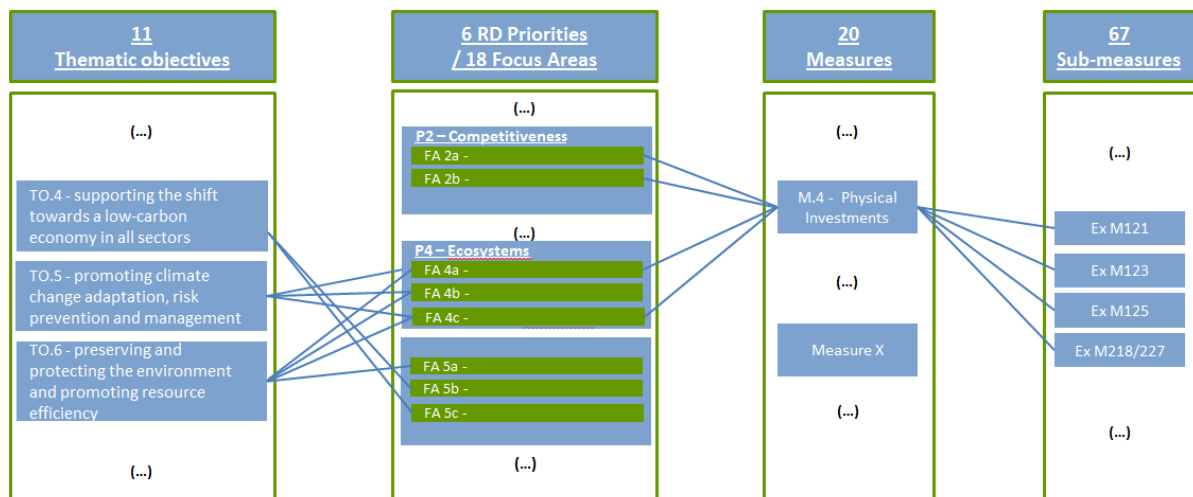 11
Thematic objectives
6 RD Priorities
/ 18 Focus Areas
20
Measures
67
Sub-measures
(...)
TO.4 - supporting the shift
towards a low-carbon
economy in all sectors
TO.5 - promoting climate
change adaptation, risk
prevention and management
TO.6 - preserving and
protecting the environment
and promoting resource
efficiency
(...)
(...)
P2 – Competitiveness
FA 2a -
FA 2b -
(...)
P4 – Ecosystems
FA 4a -
FA 4b -
FA 4c -
FA 5a -
FA 5b -
FA 5c -
(...)
(...)
M.4 - Physical
Investments
(...)
Measure X
(...)
(...)
Ex M121
Ex M123
Ex M125
Ex M218/227
(...)